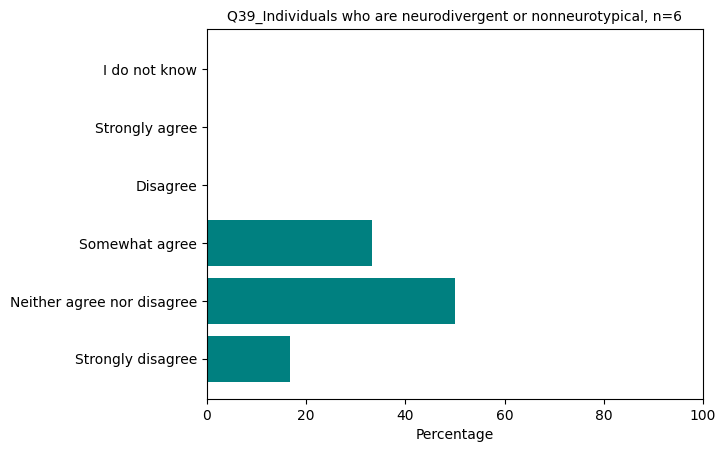 Q39_Individuals who are neurodivergent or nonneurotypical, n=6
I do not know
Strongly agree
Disagree
Somewhat agree
Neither agree nor disagree
Strongly disagree
0 20 40 60 80 100
Percentage